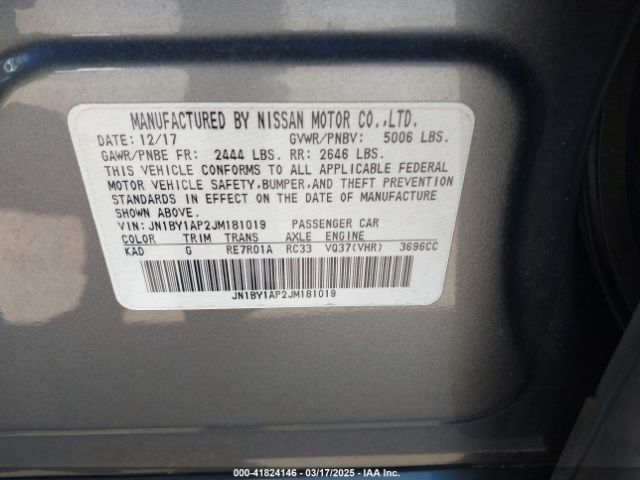 MANUFACTURED BY NISSAN MOTOR CO.,LTD.
DATE: 12/17 GVWR/PNBV: 5006 LBS.
GAWR/PNBE FR: 2444 LBS. RR: 2646 LBS.
THIS VEHICLE CONFORMS TO ALL APPLICABLE FEDERAL
MOTOR VEHICLE SAFETY,BUMPER,AND THEFT PREVENTION
STANDARDS IN EFFECT ON THE DATE OF MANUFACTURE
SHOWN ABOVE.
VIN: JN1BY1AP2JM181019 PASSENGER CAR
COLOR TRIM TRANS AXLE ENGINE
KAD G RE7R01A RC33 VQ37(VHR) 3696CC
JN1BY1AP2JM181019
000-41824146 - 03/17/2025 - IAA Inc.